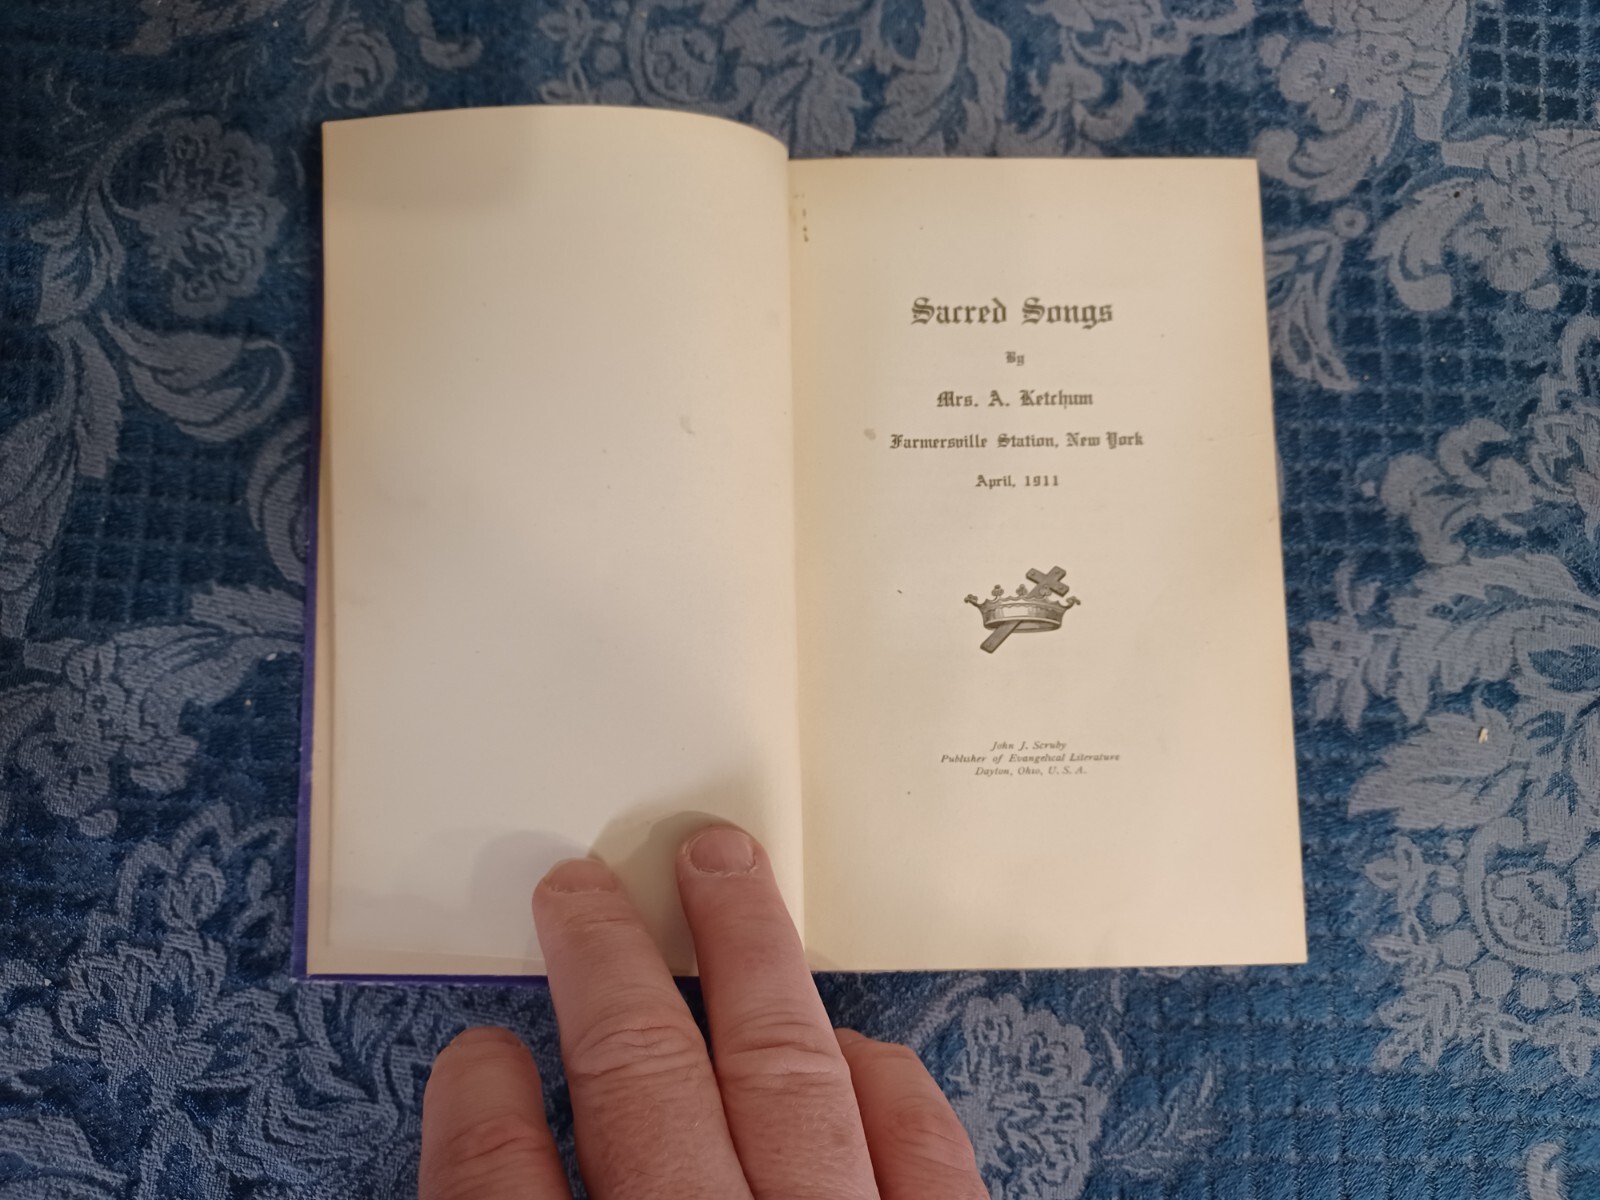 Sacred Songs
By
Mrs. A. Ketchum
Farmersville Station, New York
April, 1911
John J. Scruby
Publisher of Evangelical Literature
Dayton, Ohio, U. S. A.